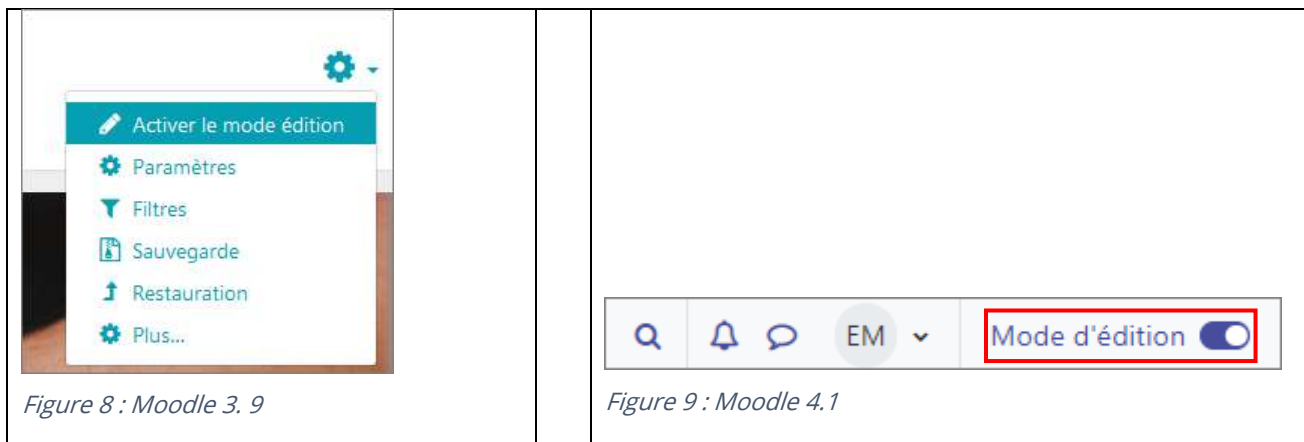 Activer le mode édition
Paramètres
Filtres
Sauvegarde
Restauration
Plus...
Figure 8 : Moodle 3. 9
EM
Mode d'édition
Figure 9 : Moodle 4.1